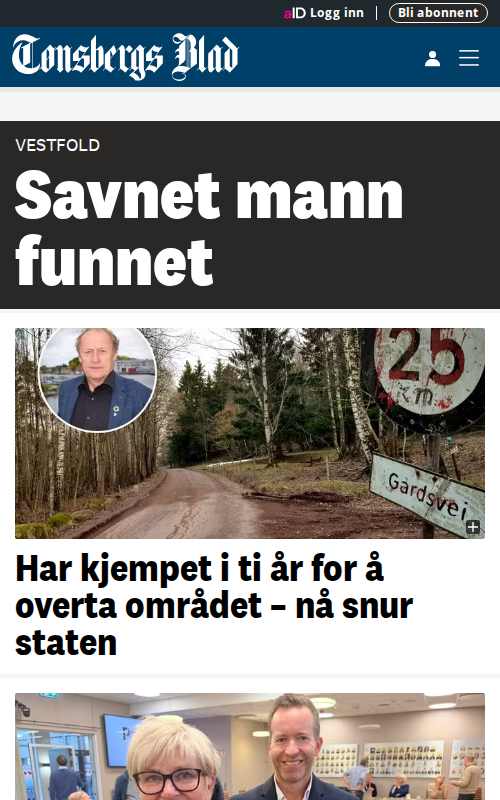 aID Logg inn
Bli abonnent
Tønsbergs Blad
VESTFOLD
Savnet mann
funnet
25
K.m.
Gårdsvei
Har kjempet i ti år for å
overta området – nå snur
staten
P